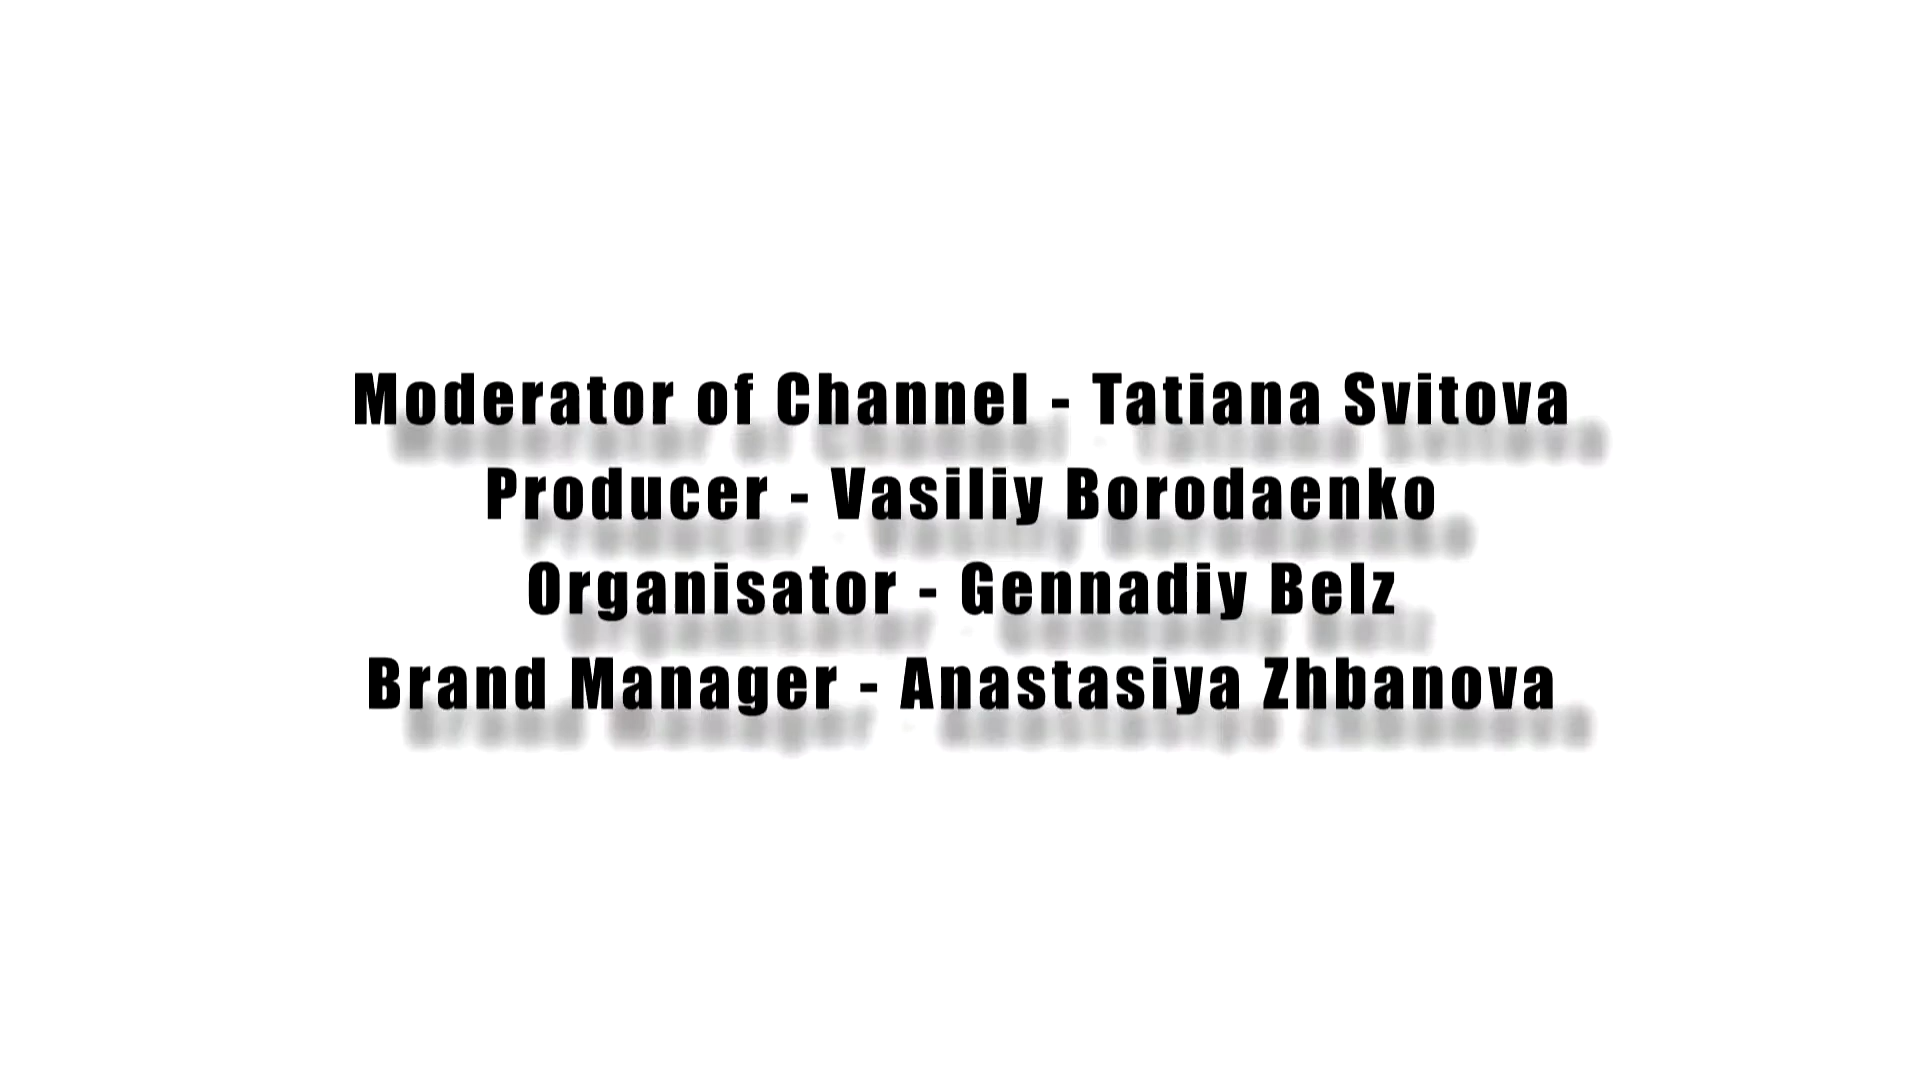 Moderator of Channel - Tatiana Svitova
Producer - Vasiliy Borodaenko
Organisator - Gennadiy Belz
Brand Manager - Anastasiya Zhbanova